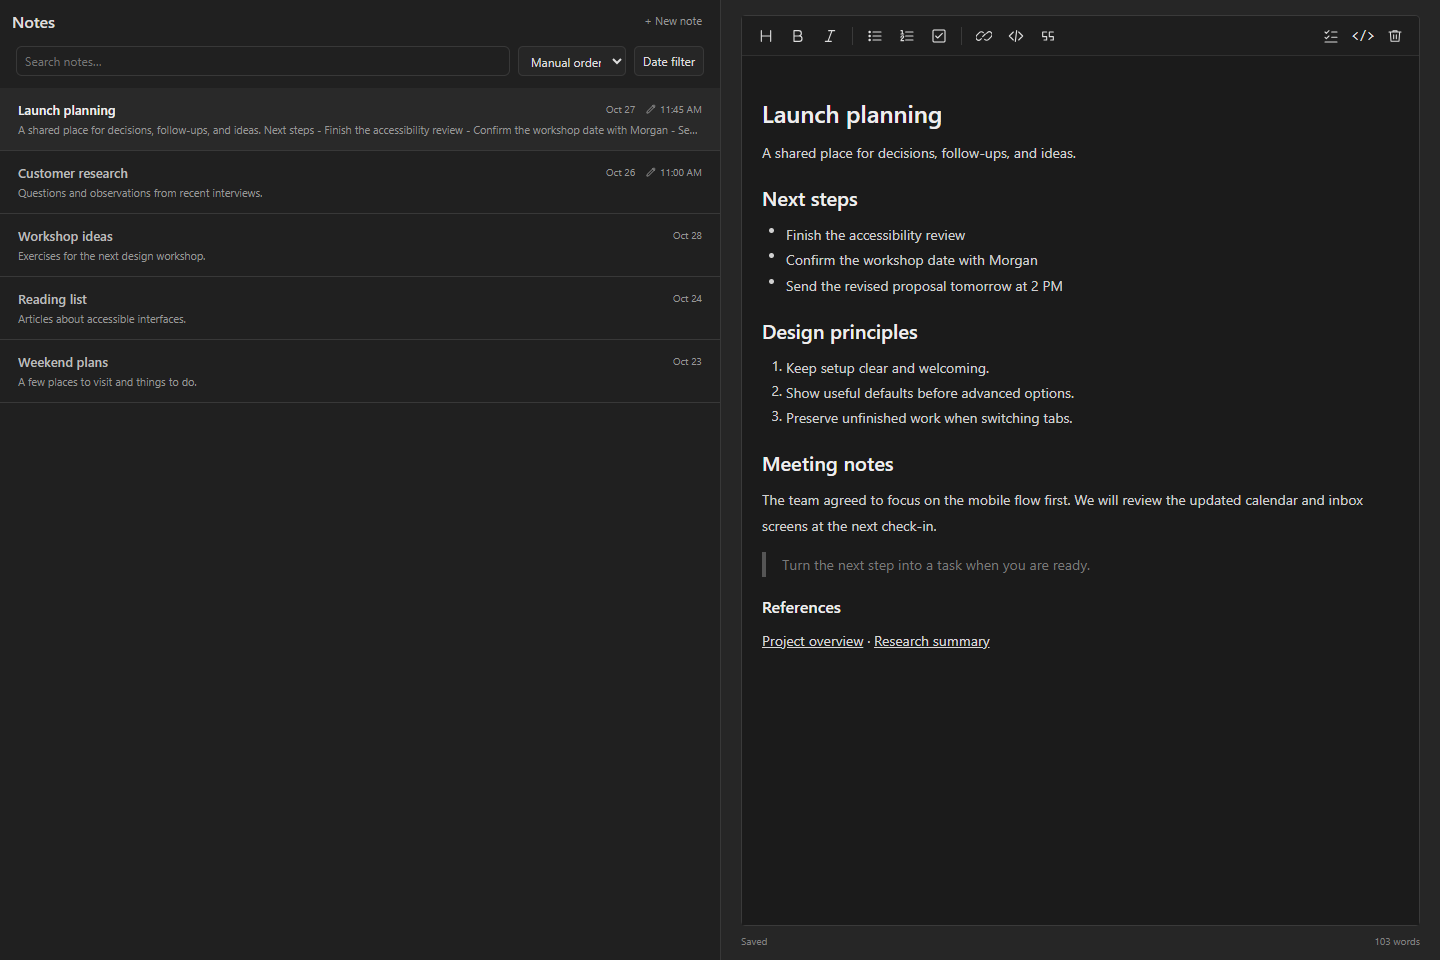 Notes
+ New note
Search notes...
Manual order
Date filter
Launch planning
Oct 27
11:45 AM
A shared place for decisions, follow-ups, and ideas. Next steps - Finish the accessibility review - Confirm the workshop date with Morgan - Se...
Customer research
Oct 26
11:00 AM
Questions and observations from recent interviews.
Workshop ideas
Oct 28
Exercises for the next design workshop.
Reading list
Oct 24
Articles about accessible interfaces.
Weekend plans
Oct 23
A few places to visit and things to do.
Launch planning
A shared place for decisions, follow-ups, and ideas.
Next steps
• Finish the accessibility review
• Confirm the workshop date with Morgan
• Send the revised proposal tomorrow at 2 PM
Design principles
1. Keep setup clear and welcoming.
2. Show useful defaults before advanced options.
3. Preserve unfinished work when switching tabs.
Meeting notes
The team agreed to focus on the mobile flow first. We will review the updated calendar and inbox
screens at the next check-in.
Turn the next step into a task when you are ready.
References
Project overview · Research summary
Saved
103 words